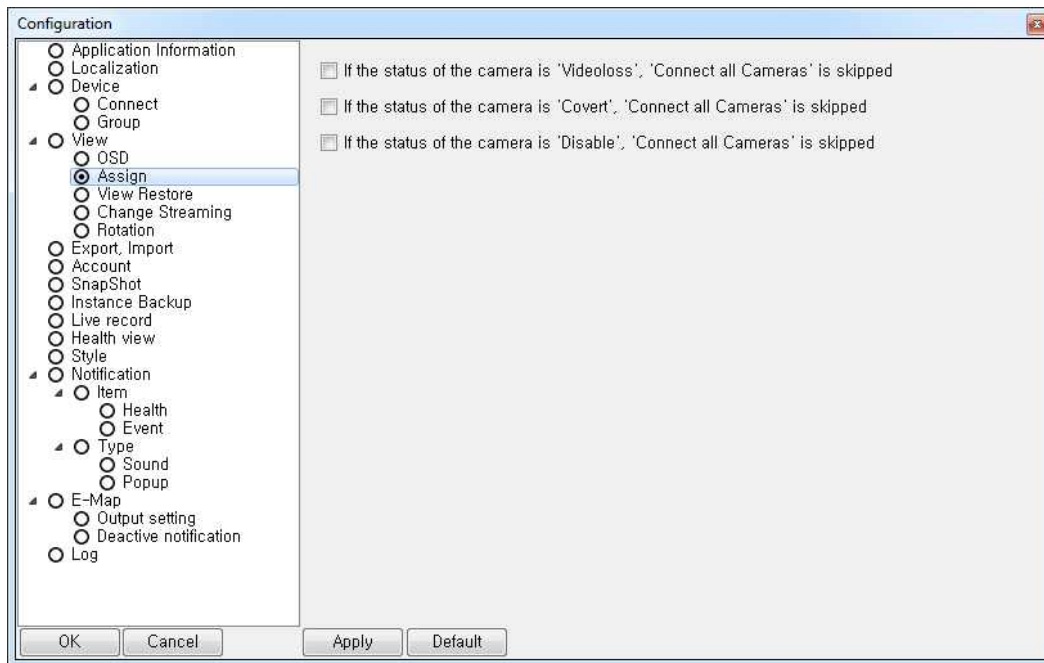 Configuration
Application Information
Localization
Device
Connect
Group
View
OSD
Assign
View Restore
Change Streaming
Rotation
Export, Import
Account
SnapShot
Instance Backup
Live record
Health view
Style
Notification
Item
Health
Event
Type
Sound
Popup
E-Map
Output setting
Deactive notification
Log
If the status of the camera is 'Videoloss', 'Connect all Cameras' is skipped
If the status of the camera is 'Covert', 'Connect all Cameras' is skipped
If the status of the camera is 'Disable', 'Connect all Cameras' is skipped
OK Cancel Apply Default